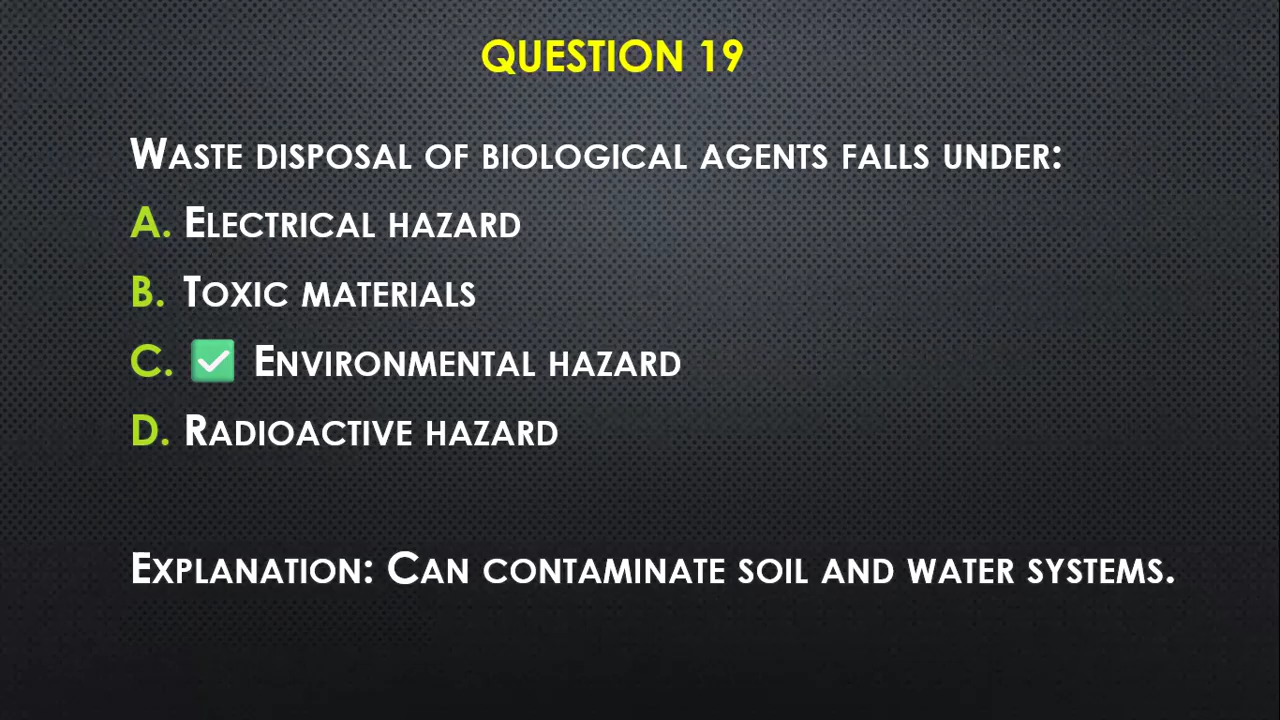 QUESTION 19
WASTE DISPOSAL OF BIOLOGICAL AGENTS FALLS UNDER:
A. ELECTRICAL HAZARD
B. TOXIC MATERIALS
C. ✅ ENVIRONMENTAL HAZARD
D. RADIOACTIVE HAZARD
EXPLANATION: CAN CONTAMINATE SOIL AND WATER SYSTEMS.